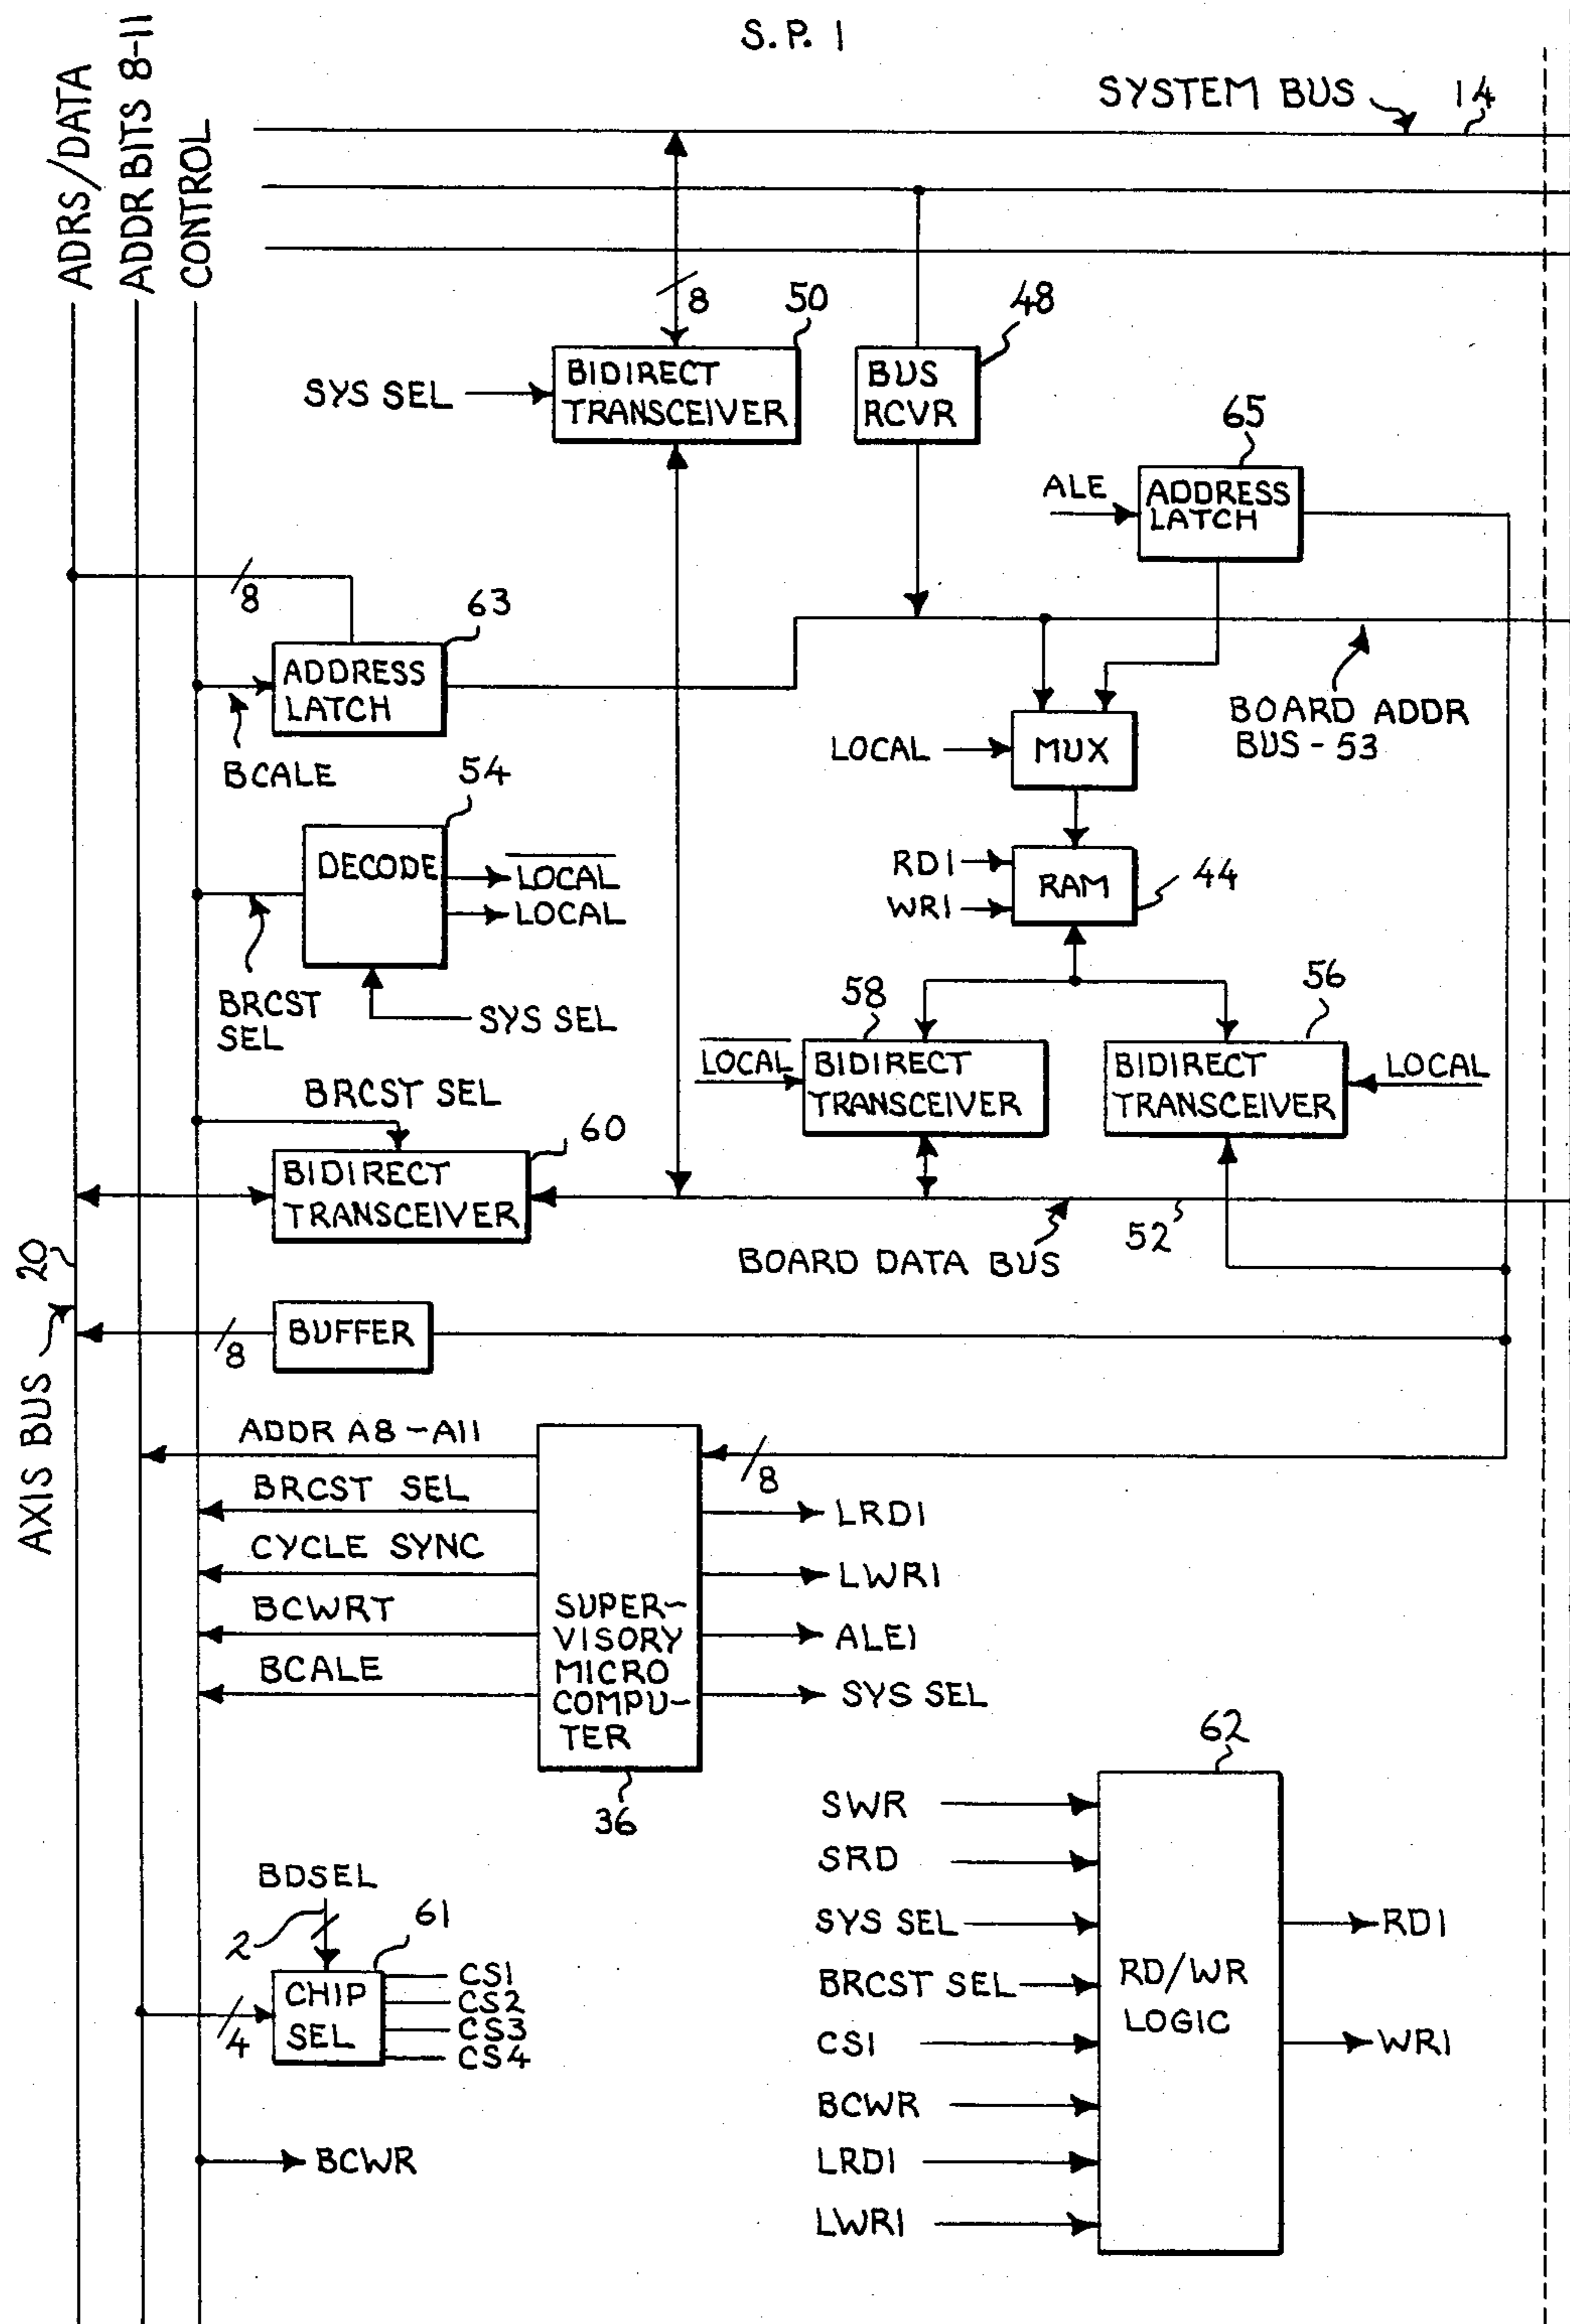 S.P. 1
ADRS/DATA
ADDR BITS 8-11
CONTROL
SYSTEM BUS
14
8
50
48
SYS SEL
BIDIRECT
TRANSCEIVER
BUS
RCVR
65
ALE
ADDRESS
LATCH
8
63
ADDRESS
LATCH
BCALE
BOARD ADDR
BUS - 53
LOCAL
MUX
54
DECODE
LOCAL
LOCAL
RD1
WR1
RAM
44
BRCST
SEL
SYS SEL
58
56
LOCAL
BIDIRECT
TRANSCEIVER
BIDIRECT
TRANSCEIVER
LOCAL
BRCST SEL
60
BIDIRECT
TRANSCEIVER
52
BOARD DATA BUS
AXIS BUS
20
BUFFER
8
ADDR A8-A11
8
BRCST SEL
LRD1
CYCLE SYNC
LWR1
BCWRT
ALE1
BCALE
SYS SEL
SUPER-
VISORY
MICRO
COMPU-
TER
36
62
SWR
SRD
SYS SEL
BRCST SEL
CS1
BCWR
LRD1
LWR1
RD/WR
LOGIC
RD1
WR1
BDSEL
2
61
CHIP
SEL
4
CS1
CS2
CS3
CS4
BCWR